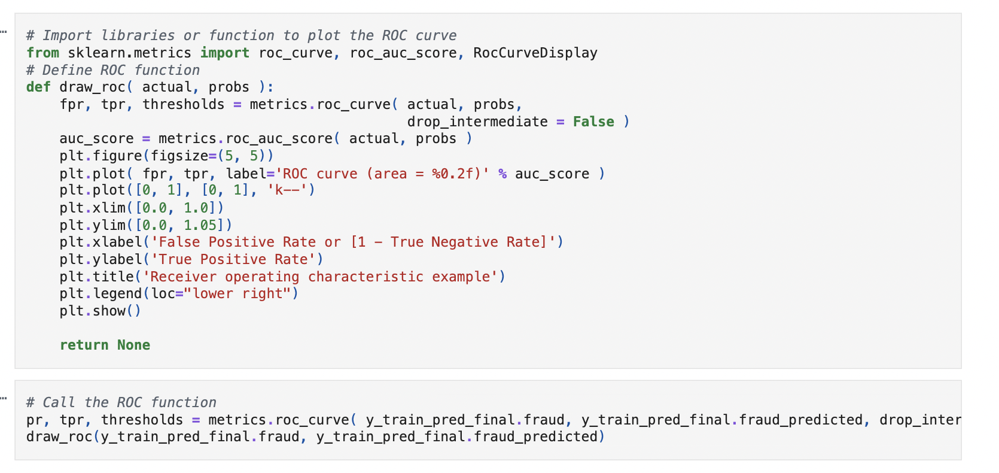 # Import libraries or function to plot the ROC curve
from sklearn.metrics import roc_curve, roc_auc_score, RocCurveDisplay
# Define ROC function
def draw_roc( actual, probs ):
    fpr, tpr, thresholds = metrics.roc_curve( actual, probs,
                                              drop_intermediate = False )
    auc_score = metrics.roc_auc_score( actual, probs )
    plt.figure(figsize=(5, 5))
    plt.plot( fpr, tpr, label='ROC curve (area = %0.2f)' % auc_score )
    plt.plot([0, 1], [0, 1], 'k--')
    plt.xlim([0.0, 1.0])
    plt.ylim([0.0, 1.05])
    plt.xlabel('False Positive Rate or [1 - True Negative Rate]')
    plt.ylabel('True Positive Rate')
    plt.title('Receiver operating characteristic example')
    plt.legend(loc="lower right")
    plt.show()

    return None
# Call the ROC function
pr, tpr, thresholds = metrics.roc_curve( y_train_pred_final.fraud, y_train_pred_final.fraud_predicted, drop_inter
draw_roc(y_train_pred_final.fraud, y_train_pred_final.fraud_predicted)